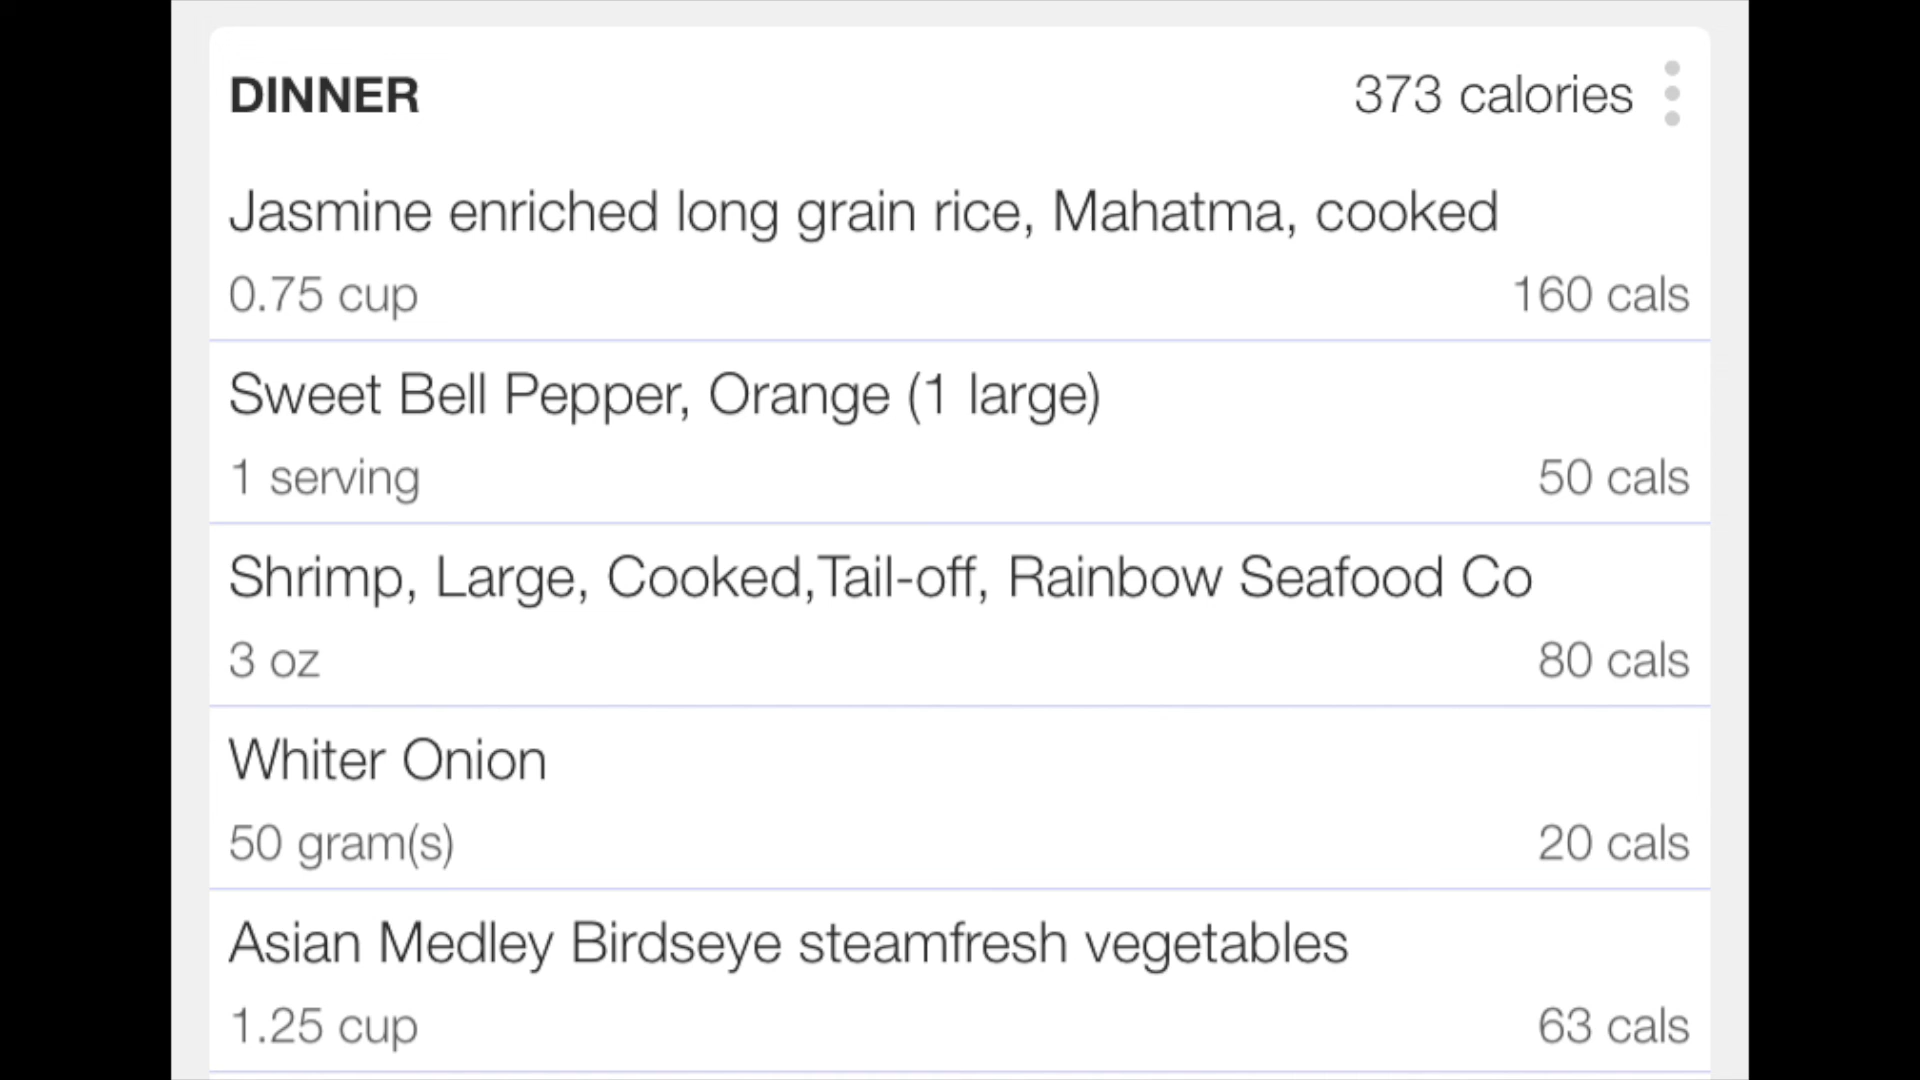 DINNER 373 calories
Jasmine enriched long grain rice, Mahatma, cooked
0.75 cup 160 cals
Sweet Bell Pepper, Orange (1 large)
1 serving 50 cals
Shrimp, Large, Cooked,Tail-off, Rainbow Seafood Co
3 oz 80 cals
Whiter Onion
50 gram(s) 20 cals
Asian Medley Birdseye steamfresh vegetables
1.25 cup 63 cals